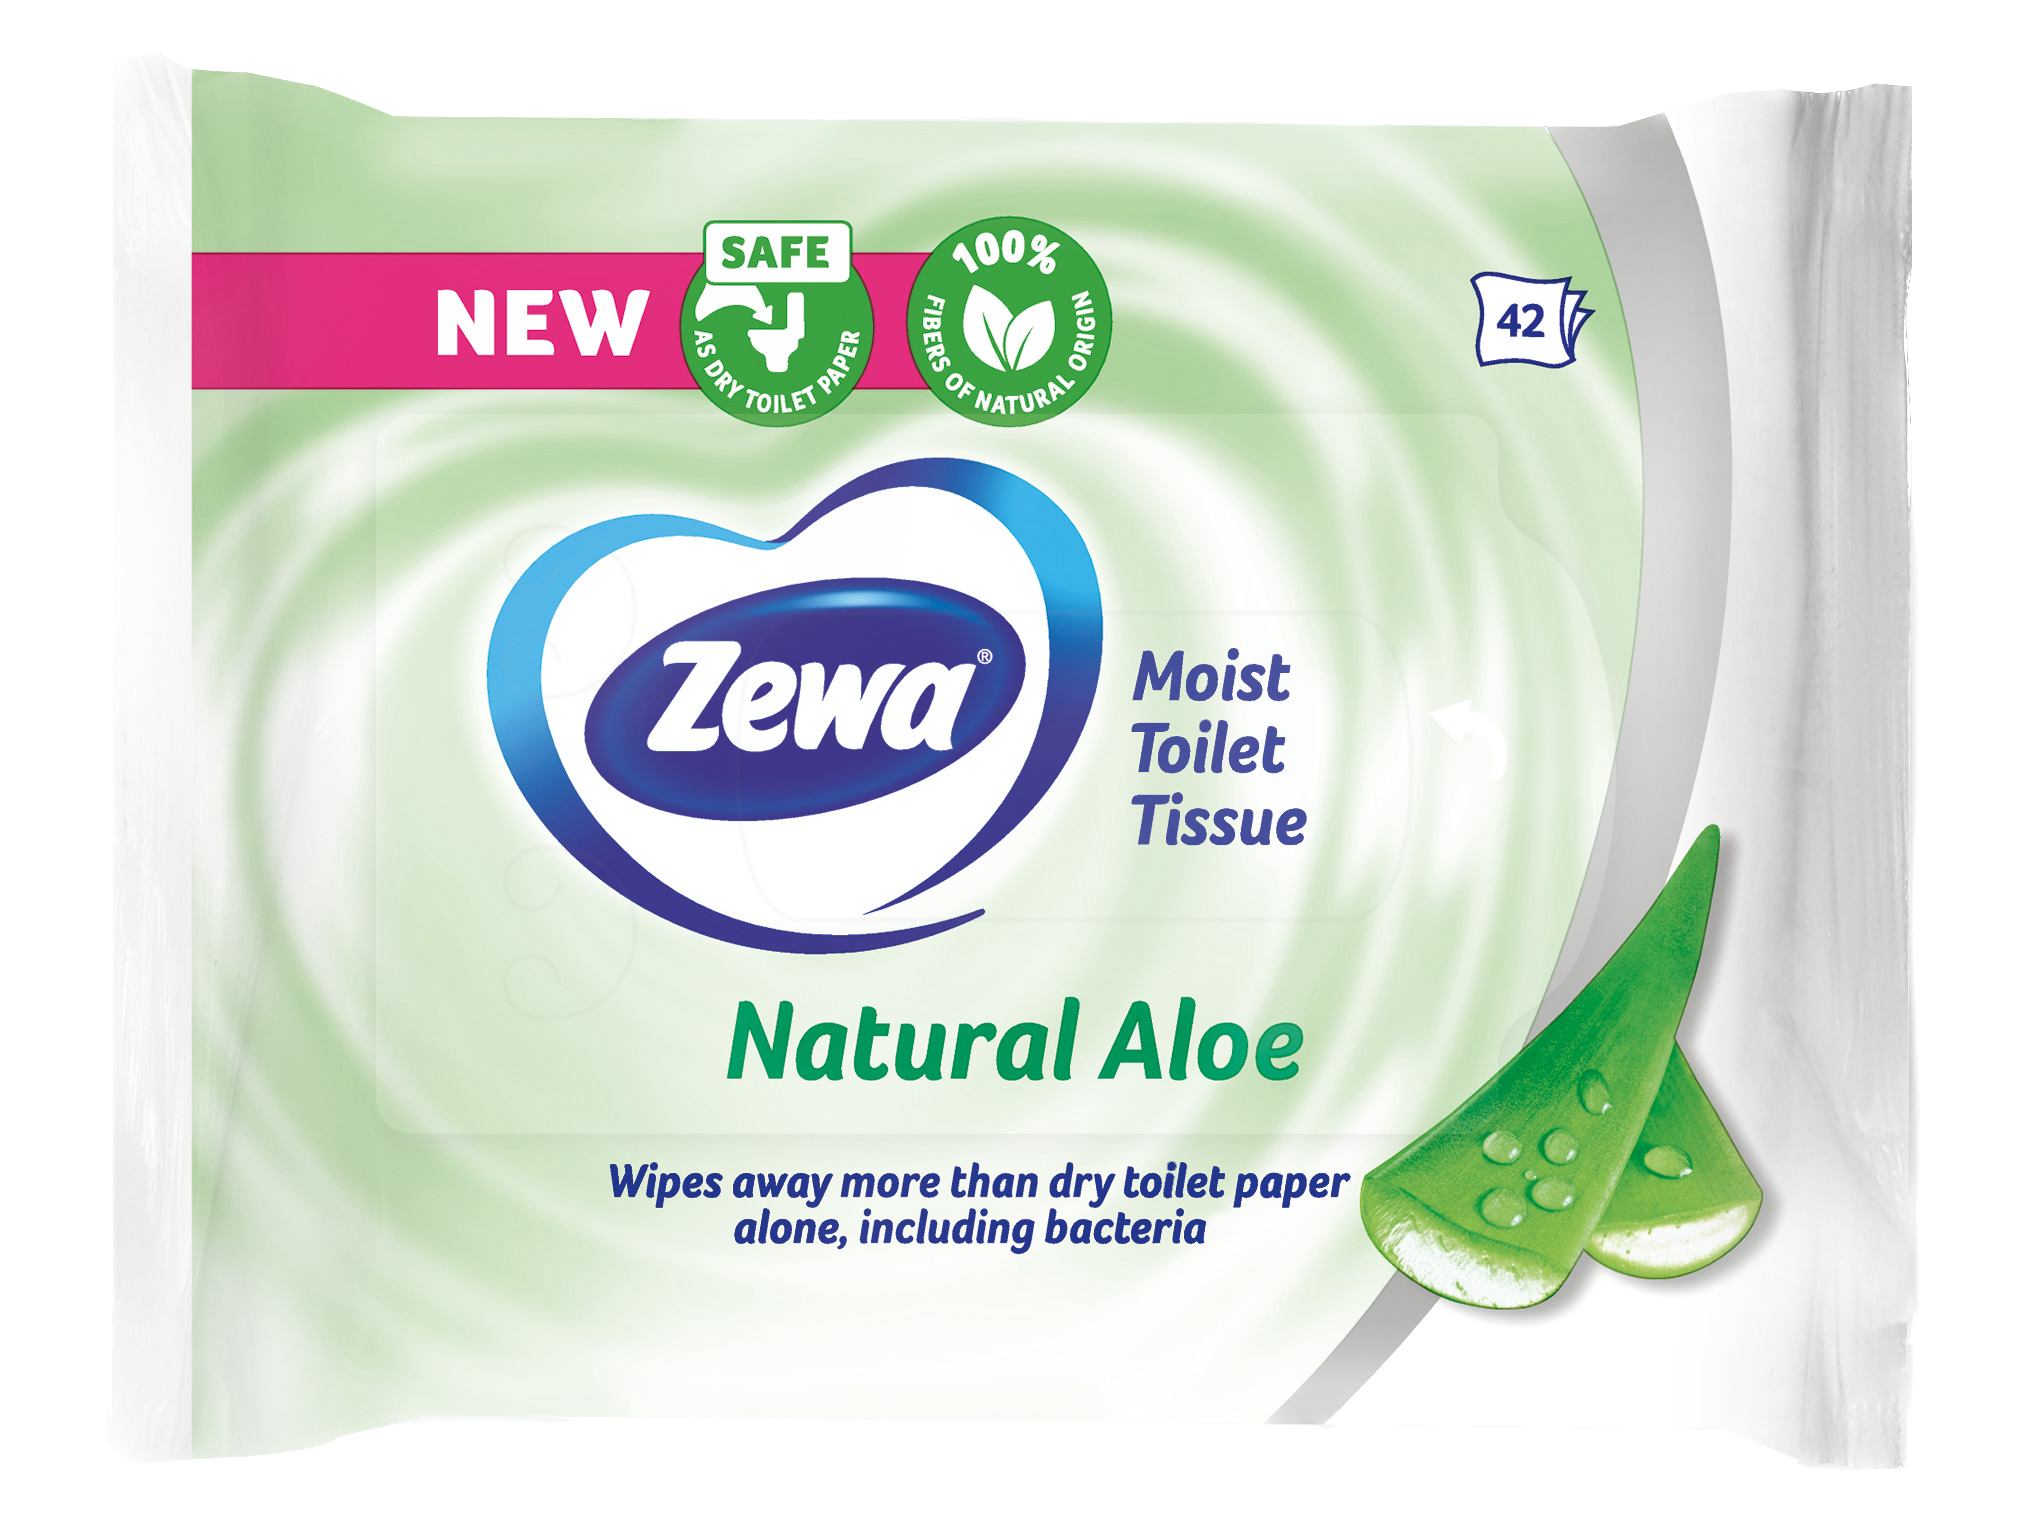 NEW
SAFE
AS DRY TOILET PAPER
100%
FIBERS OF NATURAL ORIGIN
42
Zewa®
Moist
Toilet
Tissue
Natural Aloe
Wipes away more than dry toilet paper
alone, including bacteria